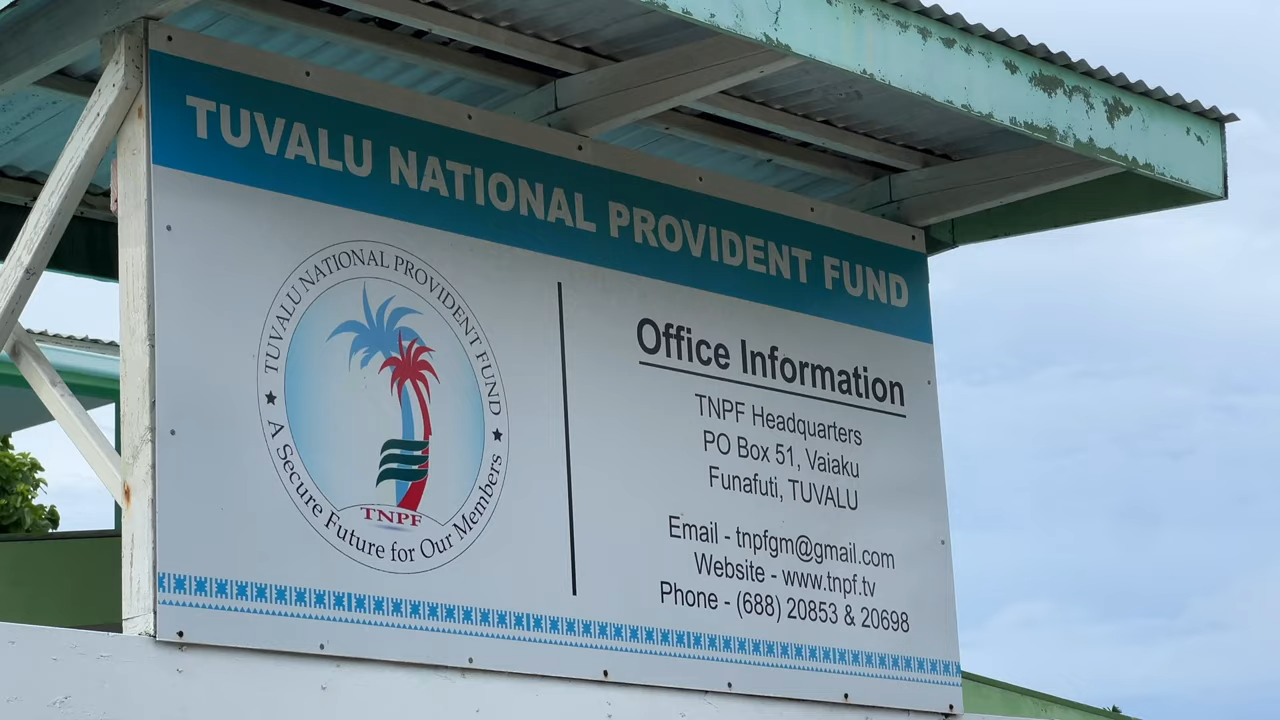 TUVALU NATIONAL PROVIDENT FUND
TUVALU NATIONAL PROVIDENT FUND
TNPF
A Secure Future for Our Members
Office Information
TNPF Headquarters
PO Box 51, Vaiaku
Funafuti, TUVALU
Email - tnpfgm@gmail.com
Website - www.tnpf.tv
Phone - (688) 20853 & 20698